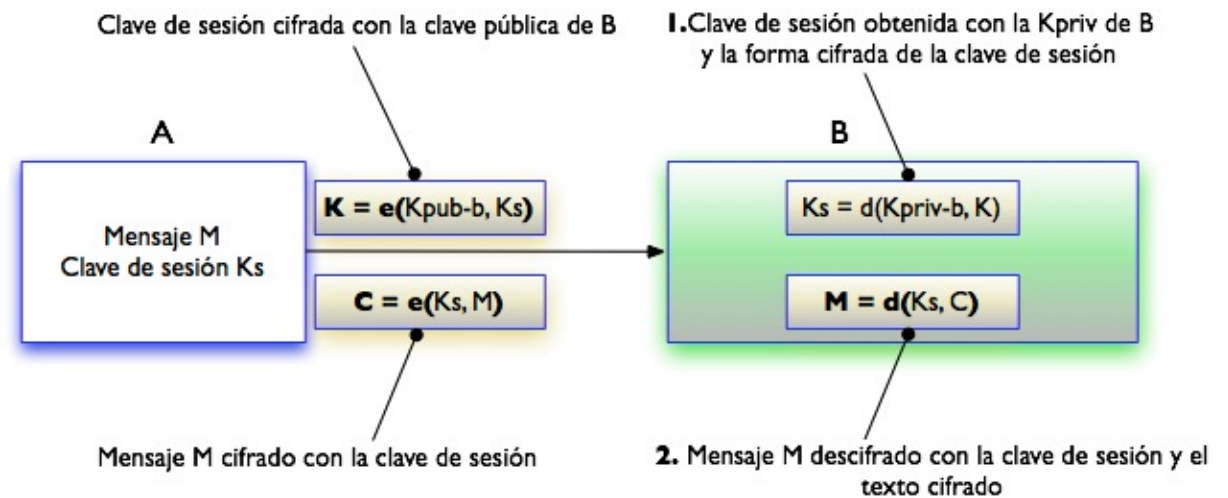 Clave de sesión cifrada con la clave pública de B
1.Clave de sesión obtenida con la Kpriv de B
y la forma cifrada de la clave de sesión
A
B
Mensaje M
Clave de sesión Ks
K = e(Kpub-b, Ks)
C = e(Ks, M)
Ks = d(Kpriv-b, K)
M = d(Ks, C)
Mensaje M cifrado con la clave de sesión
2. Mensaje M descifrado con la clave de sesión y el
texto cifrado